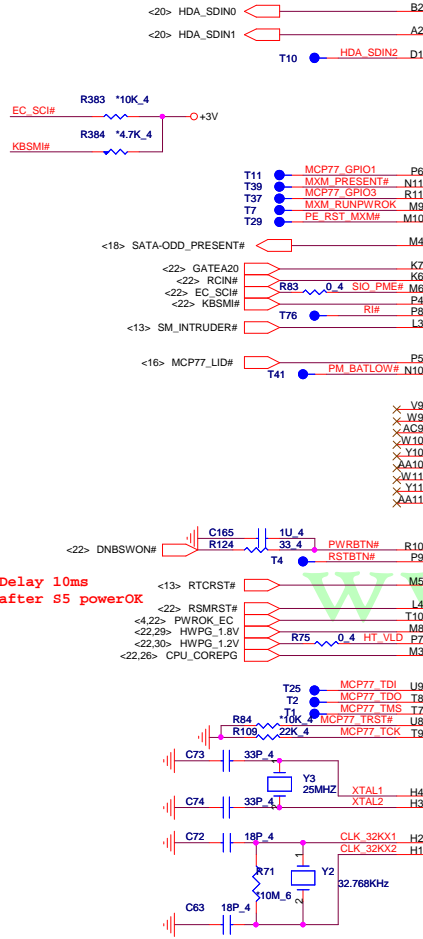 <20> HDA_SDIN0 B2
<20> HDA_SDIN1 A2
T10 HDA_SDIN2 D1
R383 *10K_4
EC_SCI# +3V
R384 *4.7K_4
KBSMI#
T11 MCP77_GPIO1 P6
T39 MXM_PRESENT# N11
T37 MCP77_GPIO3 R11
T7 MXM_RUNPWROK M9
T29 PE_RST_MXM# M10
<18> SATA-ODD_PRESENT# M4
<22> GATEA20 K7
<22> RCIN# K6
<22> EC_SCI# R83 0_4 SIO_PME# M6
<22> KBSMI# P4
T76 RI# P8
<13> SM_INTRUDER# L3
<16> MCP77_LID# P5
T41 PM_BATLOW# N10
V9
W9
AC9
W10
Y10
AA10
W11
Y11
AA11
C165 1U_4
<22> DNBSWON# R124 33_4 PWRBTN# R10
T4 RSTBTN# P9
Delay 10ms
after S5 powerOK
<13> RTCRST# M5
<22> RSMRST# L4
<4,22> PWROK_EC T10
<22,29> HWPG_1.8V M8
<22,30> HWPG_1.2V R75 0_4 HT_VLD P7
<22,26> CPU_COREPG M3
T25 MCP77_TDI U9
T2 MCP77_TDO T8
T1 MCP77_TMS T7
R84 *10K_4 MCP77_TRST# U8
R109 22K_4 MCP77_TCK T9
C73 33P_4
Y3
25MHZ
XTAL1 H4
C74 33P_4 XTAL2 H3
C72 18P_4 CLK_32KX1 H2
CLK_32KX2 H1
1
R71 Y2
*10M_6 32.768KHz
2
C63 18P_4